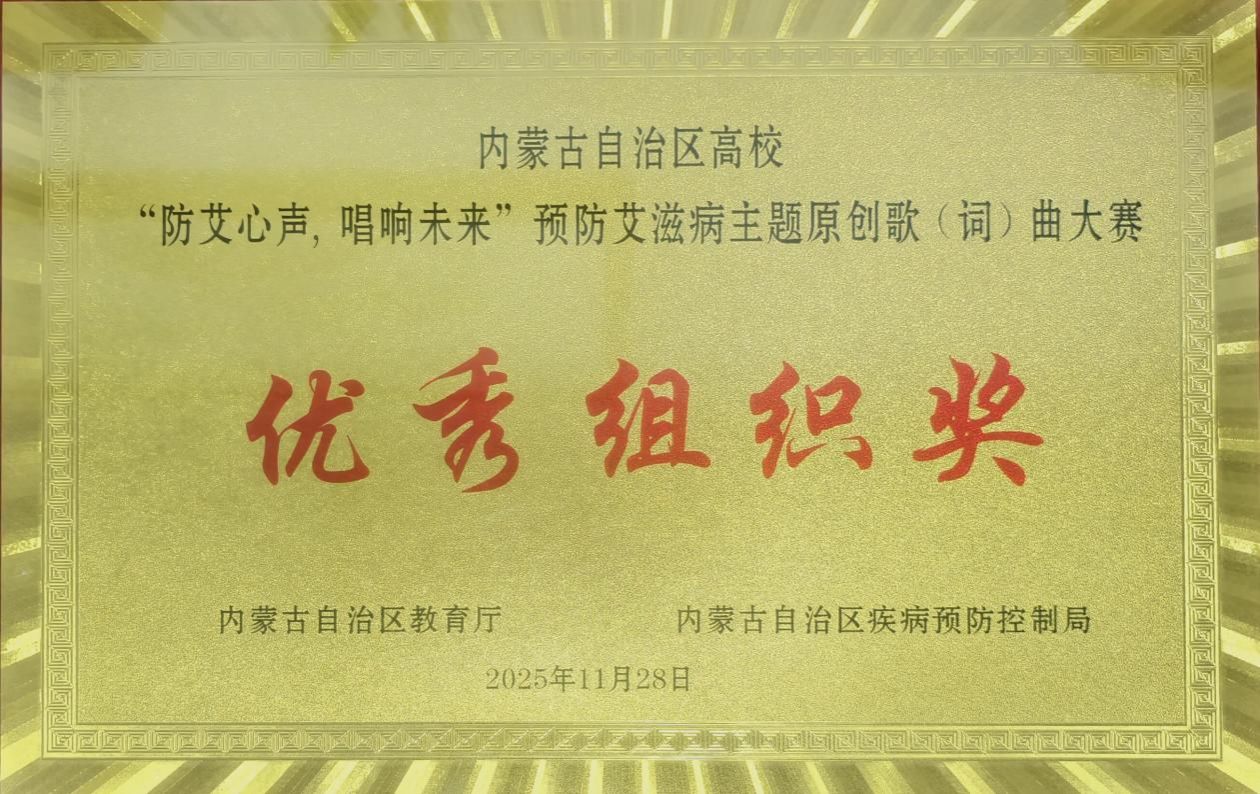 内蒙古自治区高校
“防艾心声，唱响未来”预防艾滋病主题原创歌（词）曲大赛
优秀组织奖
内蒙古自治区教育厅 内蒙古自治区疾病预防控制局
2025年11月28日